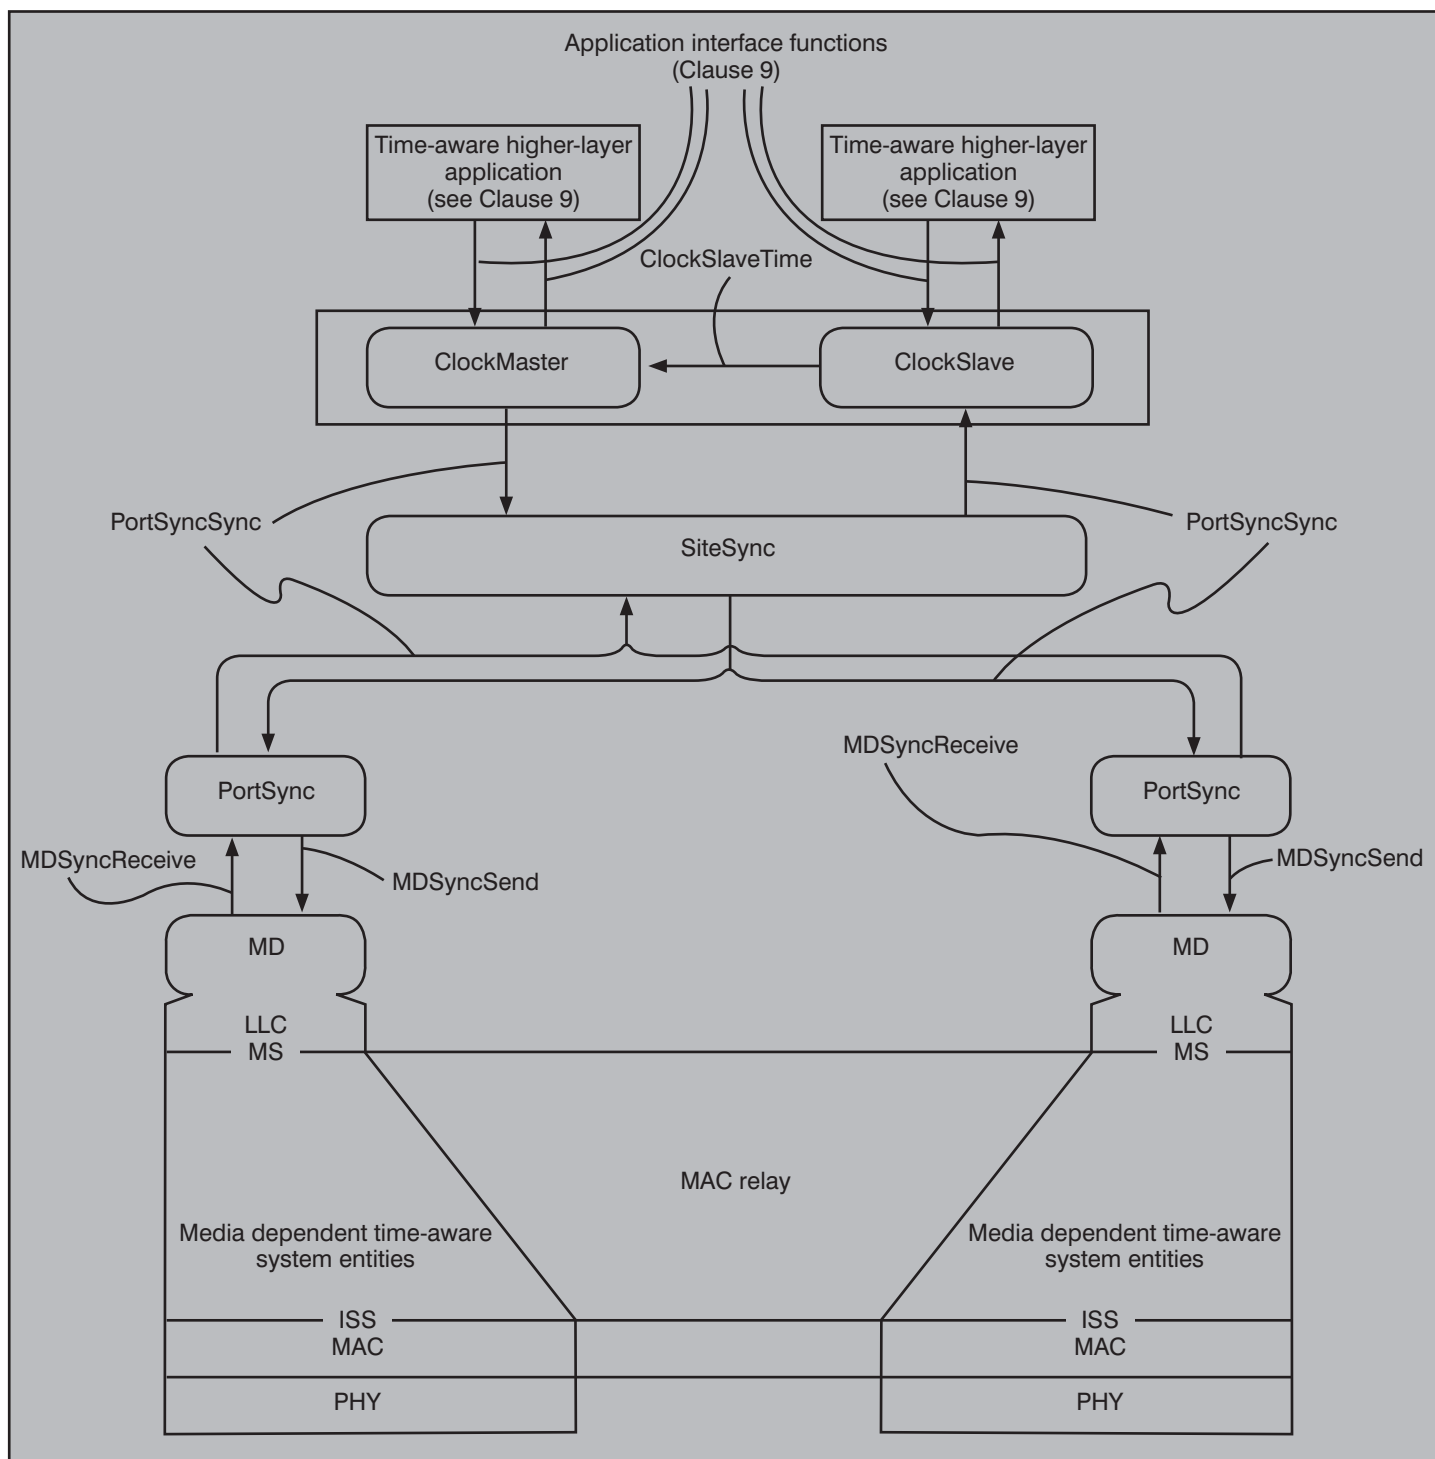 Application interface functions
(Clause 9)
Time-aware higher-layer
application
(see Clause 9)
Time-aware higher-layer
application
(see Clause 9)
ClockSlaveTime
ClockMaster
ClockSlave
PortSyncSync
PortSyncSync
SiteSync
MDSyncReceive
PortSync
PortSync
MDSyncReceive
MDSyncSend
MDSyncSend
MD
MD
LLC
MS
LLC
MS
MAC relay
Media dependent time-aware
system entities
Media dependent time-aware
system entities
ISS
MAC
ISS
MAC
PHY
PHY